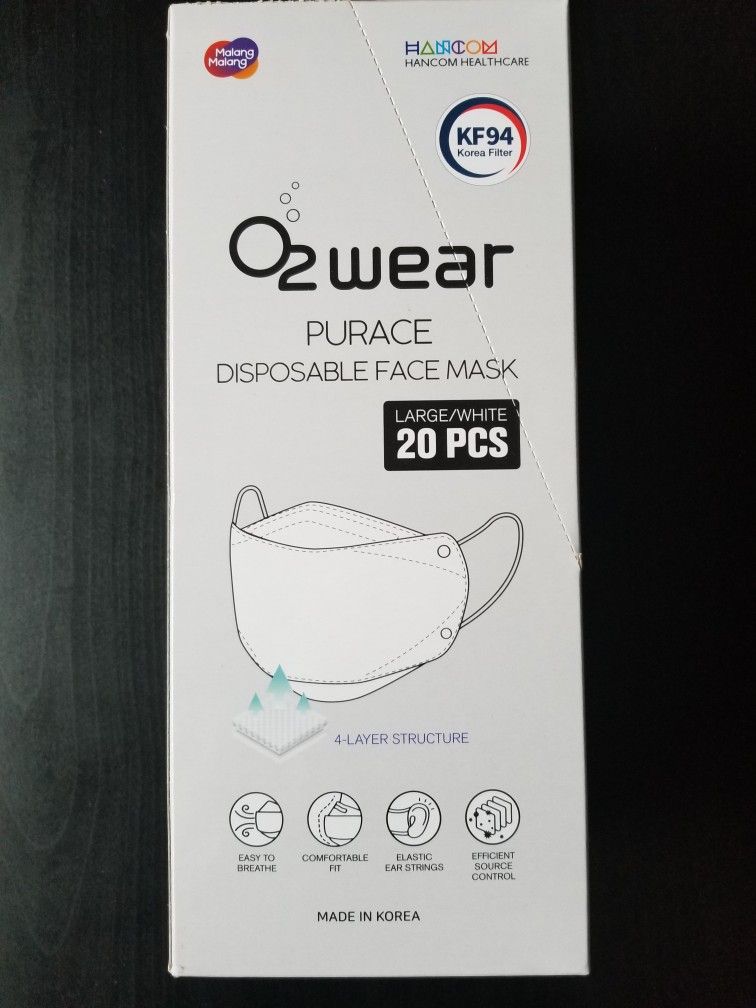 Malang
Malang
HANCOM
HANCOM HEALTHCARE
KF94
Korea Filter
O2wear
PURACE
DISPOSABLE FACE MASK
LARGE/WHITE
20 PCS
4-LAYER STRUCTURE
EASY TO
BREATHE
COMFORTABLE
FIT
ELASTIC
EAR STRINGS
EFFICIENT
SOURCE
CONTROL
MADE IN KOREA